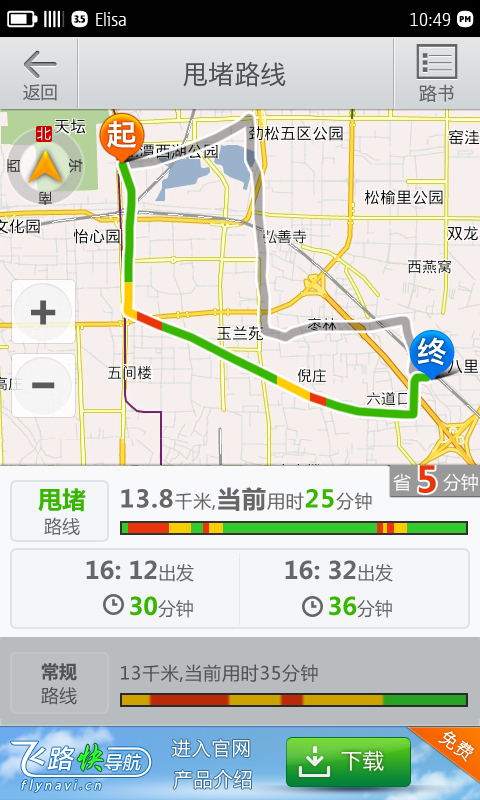 3.5 Elisa 10:49 PM
返回
甩堵路线
路书
天坛
北
东
南
西
起
龙潭西湖公园
劲松五区公园
窑洼
松榆里公园
文化园
怡心园
弘善寺
双龙
西燕窝
玉兰苑
枣林
终
八里
五间楼
倪庄
六道口
高庄
省5分钟
甩堵
路线
13.8千米,当前用时25分钟
16: 12出发
30分钟
16: 32出发
36分钟
常规
路线
13千米,当前用时35分钟
飞路快导航
flynavi.cn
进入官网
产品介绍
下载
免费